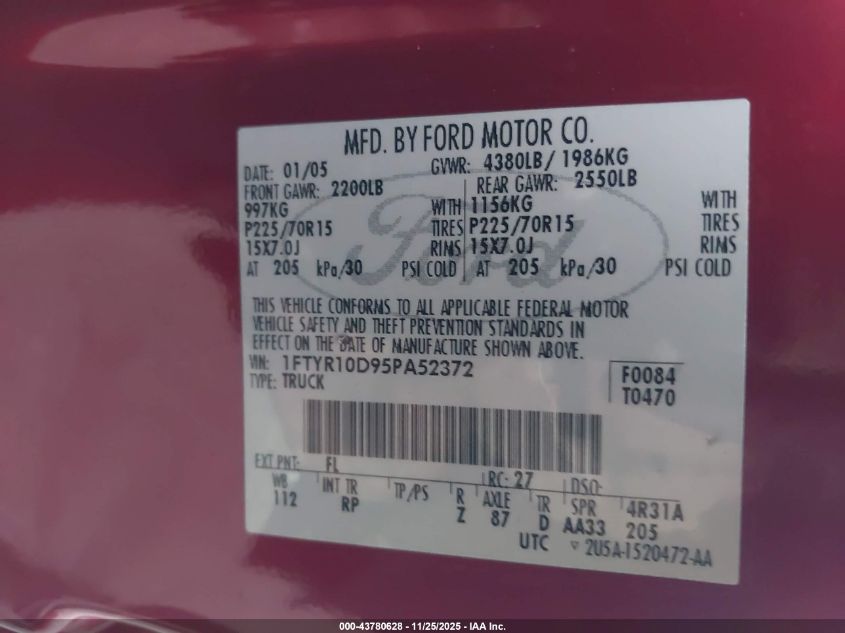 MFD. BY FORD MOTOR CO.
DATE: 01/05 GVWR: 4380LB/ 1986KG
FRONT GAWR: 2200LB REAR GAWR: 2550LB
997KG WITH 1156KG WITH
P225/70R15 TIRES P225/70R15 TIRES
15X7.0J RIMS 15X7.0J RIMS
AT 205 kPa/30 PSI COLD AT 205 kPa/30 PSI COLD
Ford
THIS VEHICLE CONFORMS TO ALL APPLICABLE FEDERAL MOTOR
VEHICLE SAFETY AND THEFT PREVENTION STANDARDS IN
EFFECT ON THE DATE OF MANUFACTURE SHOWN ABOVE.
VIN: 1FTYR10D95PA52372 F0084
TYPE: TRUCK T0470
EXT PNT: FL RC: 27 DSO:
WB INT TR TP/PS R AXLE TR SPR 4R31A
112 RP Z 87 D AA33 205
UTC ▽ 2U5A-1520472-AA
000-43780628 - 11/25/2025 - IAA Inc.